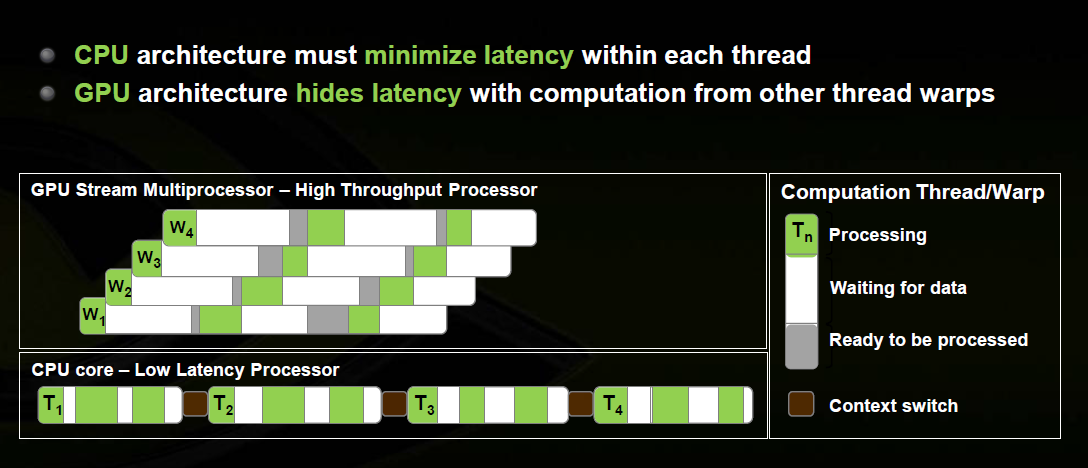 CPU architecture must minimize latency within each thread
GPU architecture hides latency with computation from other thread warps
GPU Stream Multiprocessor – High Throughput Processor
W4
W3
W2
W1
CPU core – Low Latency Processor
T1 T2 T3 T4
Computation Thread/Warp
Tn Processing
Waiting for data
Ready to be processed
Context switch